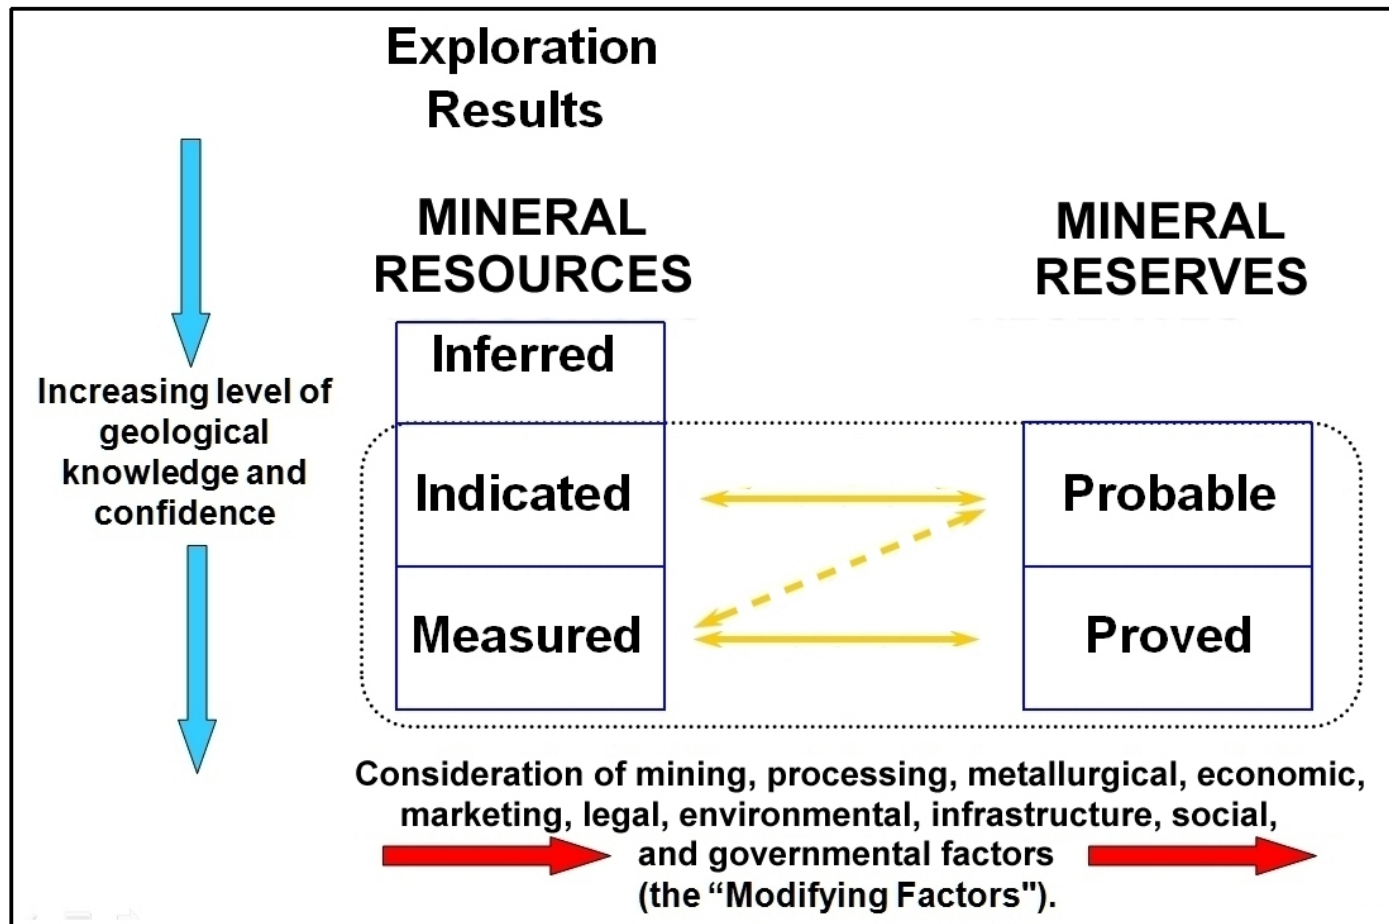 Exploration
Results
MINERAL
RESOURCES
MINERAL
RESERVES
Inferred
Increasing level of
geological
knowledge and
confidence
Indicated
Probable
Measured
Proved
Consideration of mining, processing, metallurgical, economic,
marketing, legal, environmental, infrastructure, social,
and governmental factors
(the “Modifying Factors").